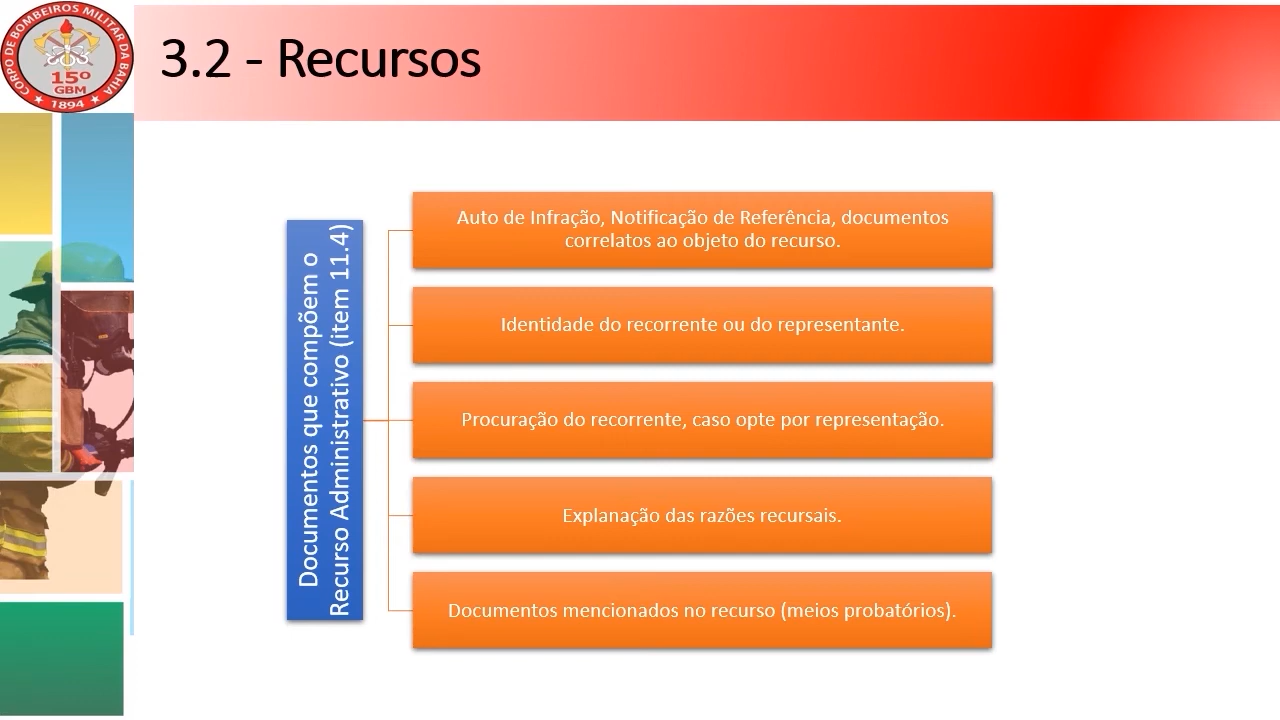 CORPO DE BOMBEIROS MILITAR DA BAHIA
15º
GBM
1894
3.2 - Recursos
Documentos que compõem o
Recurso Administrativo (item 11.4)
Auto de Infração, Notificação de Referência, documentos
correlatos ao objeto do recurso.
Identidade do recorrente ou do representante.
Procuração do recorrente, caso opte por representação.
Explanação das razões recursais.
Documentos mencionados no recurso (meios probatórios).